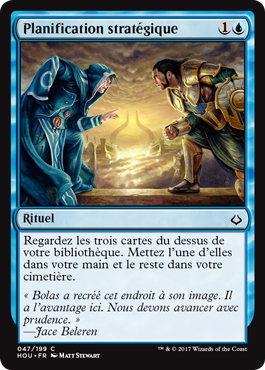 Planification stratégique 1
Rituel
Regardez les trois cartes du dessus de
votre bibliothèque. Mettez l'une d'elles
dans votre main et le reste dans votre
cimetière.
« Bolas a recréé cet endroit à son image. Il
a l'avantage ici. Nous devons avancer avec
prudence. »
—Jace Beleren
047/199 C
HOU • FR MATT STEWART
™ & © 2017 Wizards of the Coast